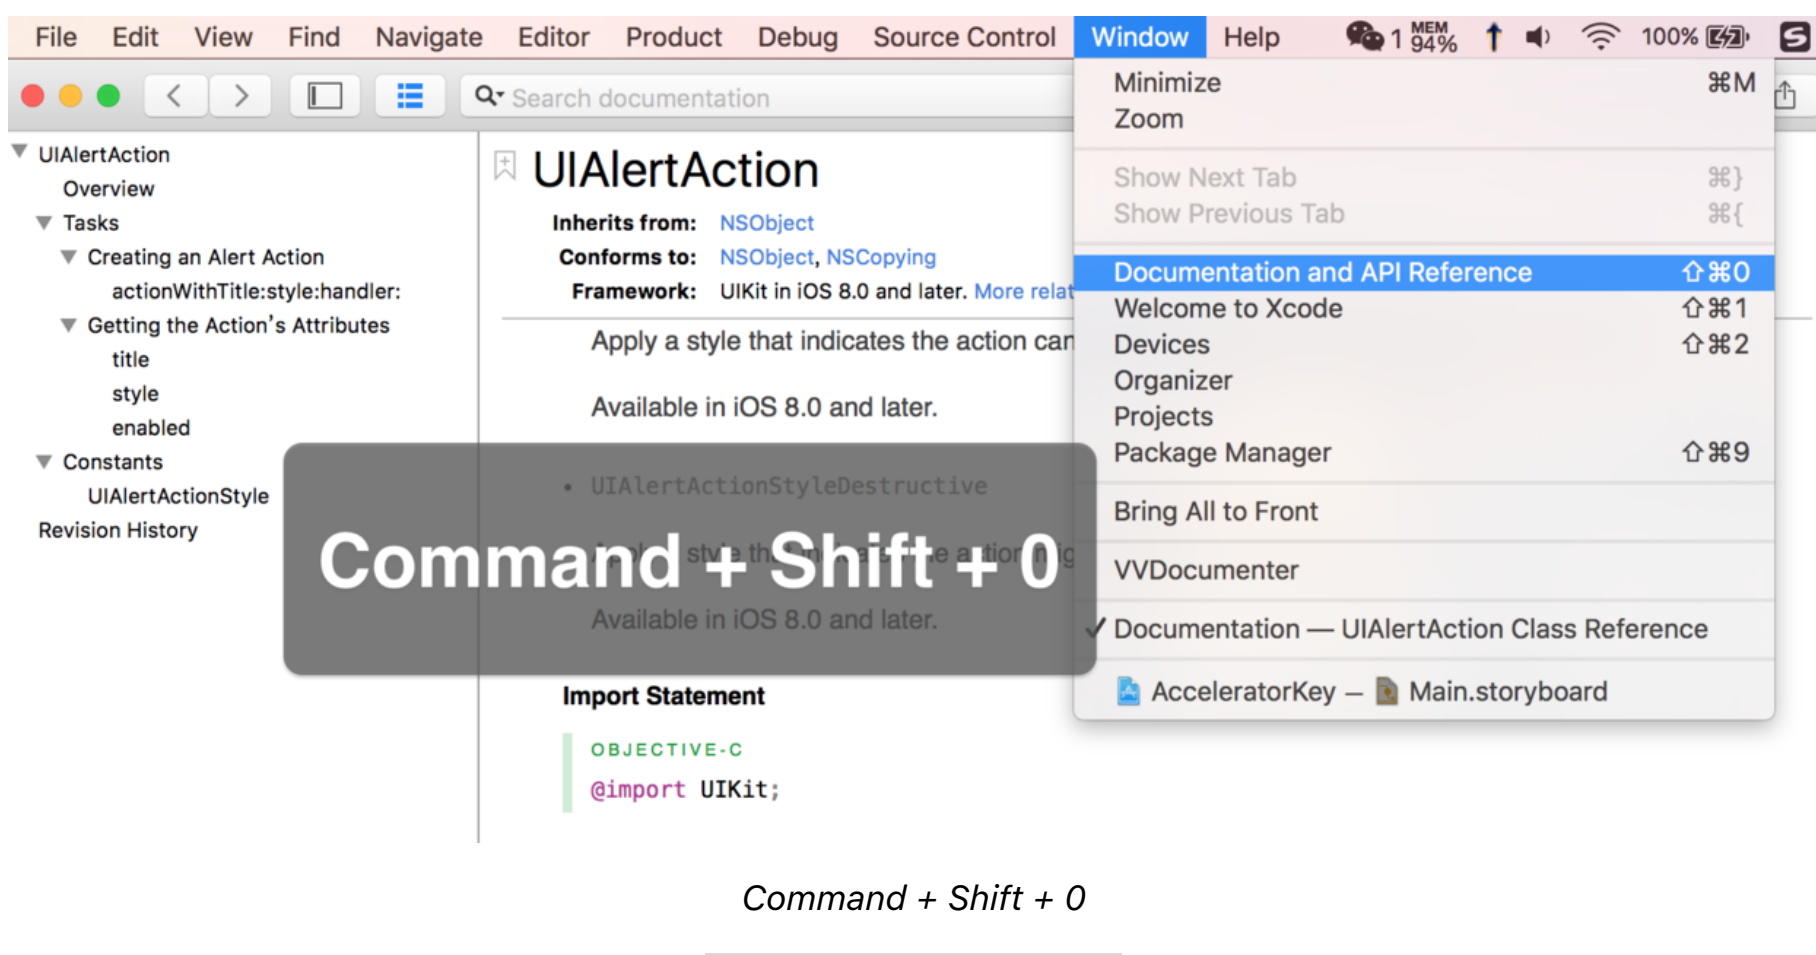 File Edit View Find Navigate Editor Product Debug Source Control Window Help 1 MEM 94% 100%
Search documentation
UIAlertAction
Overview
Tasks
Creating an Alert Action
actionWithTitle:style:handler:
Getting the Action's Attributes
title
style
enabled
Constants
UIAlertActionStyle
Revision History
UIAlertAction
Inherits from: NSObject
Conforms to: NSObject, NSCopying
Framework: UIKit in iOS 8.0 and later. More relat
Apply a style that indicates the action can
Available in iOS 8.0 and later.
• UIAlertActionStyleDestructive
Available in iOS 8.0 and later.
Command + Shift + 0
Import Statement
OBJECTIVE-C
@import UIKit;
Minimize ⌘M
Zoom
Show Next Tab ⌘}
Show Previous Tab ⌘{
Documentation and API Reference ⇧⌘0
Welcome to Xcode ⇧⌘1
Devices ⇧⌘2
Organizer
Projects
Package Manager ⇧⌘9
Bring All to Front
VVDocumenter
✓ Documentation — UIAlertAction Class Reference
AcceleratorKey — Main.storyboard
Command + Shift + 0